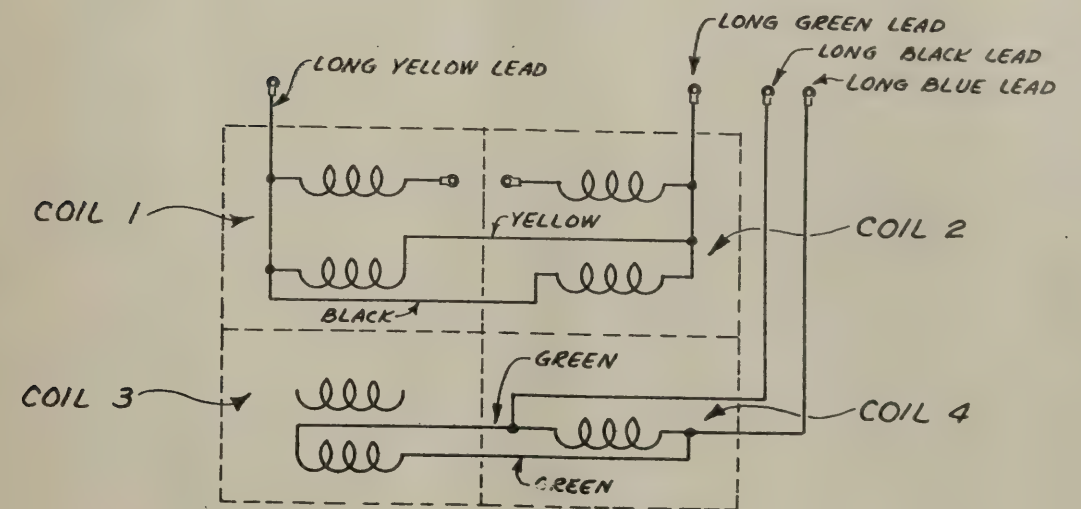 LONG GREEN LEAD
LONG BLACK LEAD
LONG YELLOW LEAD
LONG BLUE LEAD
COIL 1
YELLOW
COIL 2
BLACK
GREEN
COIL 3
COIL 4
GREEN